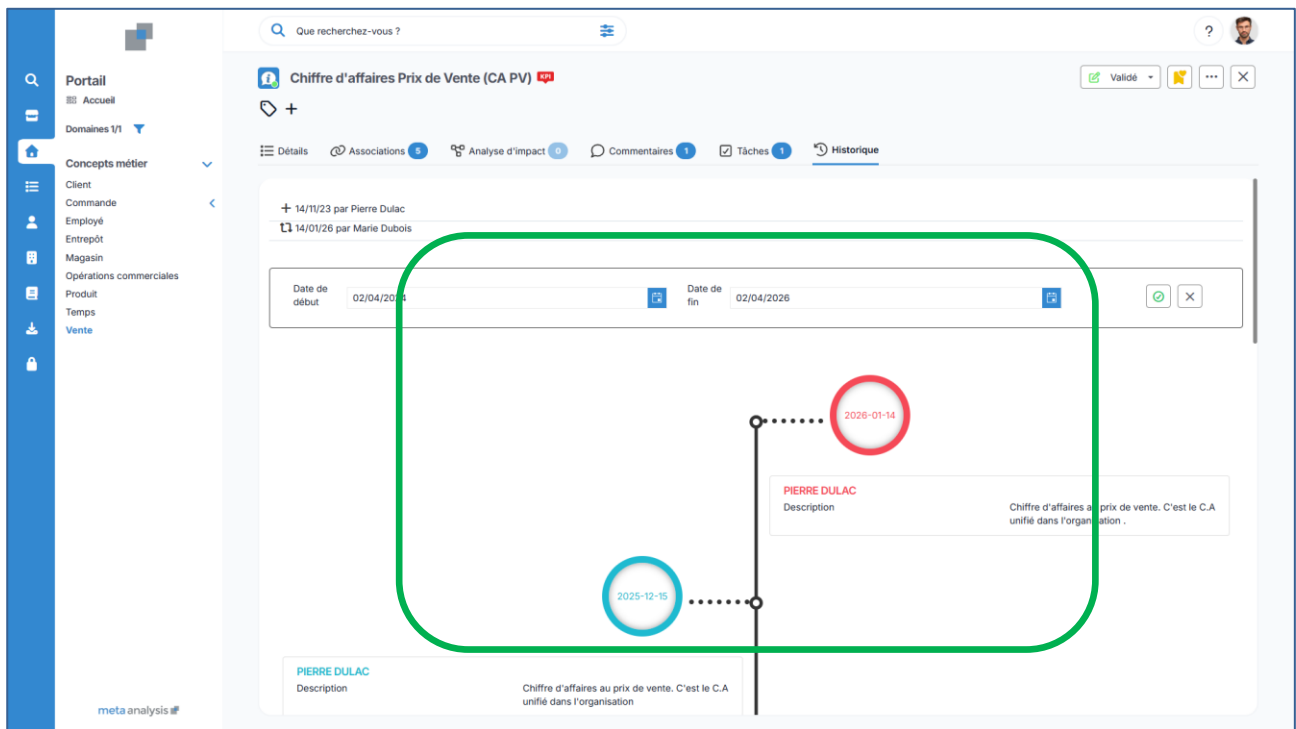 Que recherchez-vous ?
?
Portail
Accueil
Domaines 1/1
Concepts métier
Client
Commande
Employé
Entrepôt
Magasin
Opérations commerciales
Produit
Temps
Vente
meta analysis
Chiffre d'affaires Prix de Vente (CA PV) KPI
Validé
Détails
Associations 5
Analyse d'impact 0
Commentaires 1
Tâches 1
Historique
14/11/23 par Pierre Dulac
14/01/26 par Marie Dubois
Date de début
02/04/2024
Date de fin
02/04/2026
2026-01-14
PIERRE DULAC
Description
Chiffre d'affaires au prix de vente. C'est le C.A
unifié dans l'organisation .
2025-12-15
PIERRE DULAC
Description
Chiffre d'affaires au prix de vente. C'est le C.A
unifié dans l'organisation